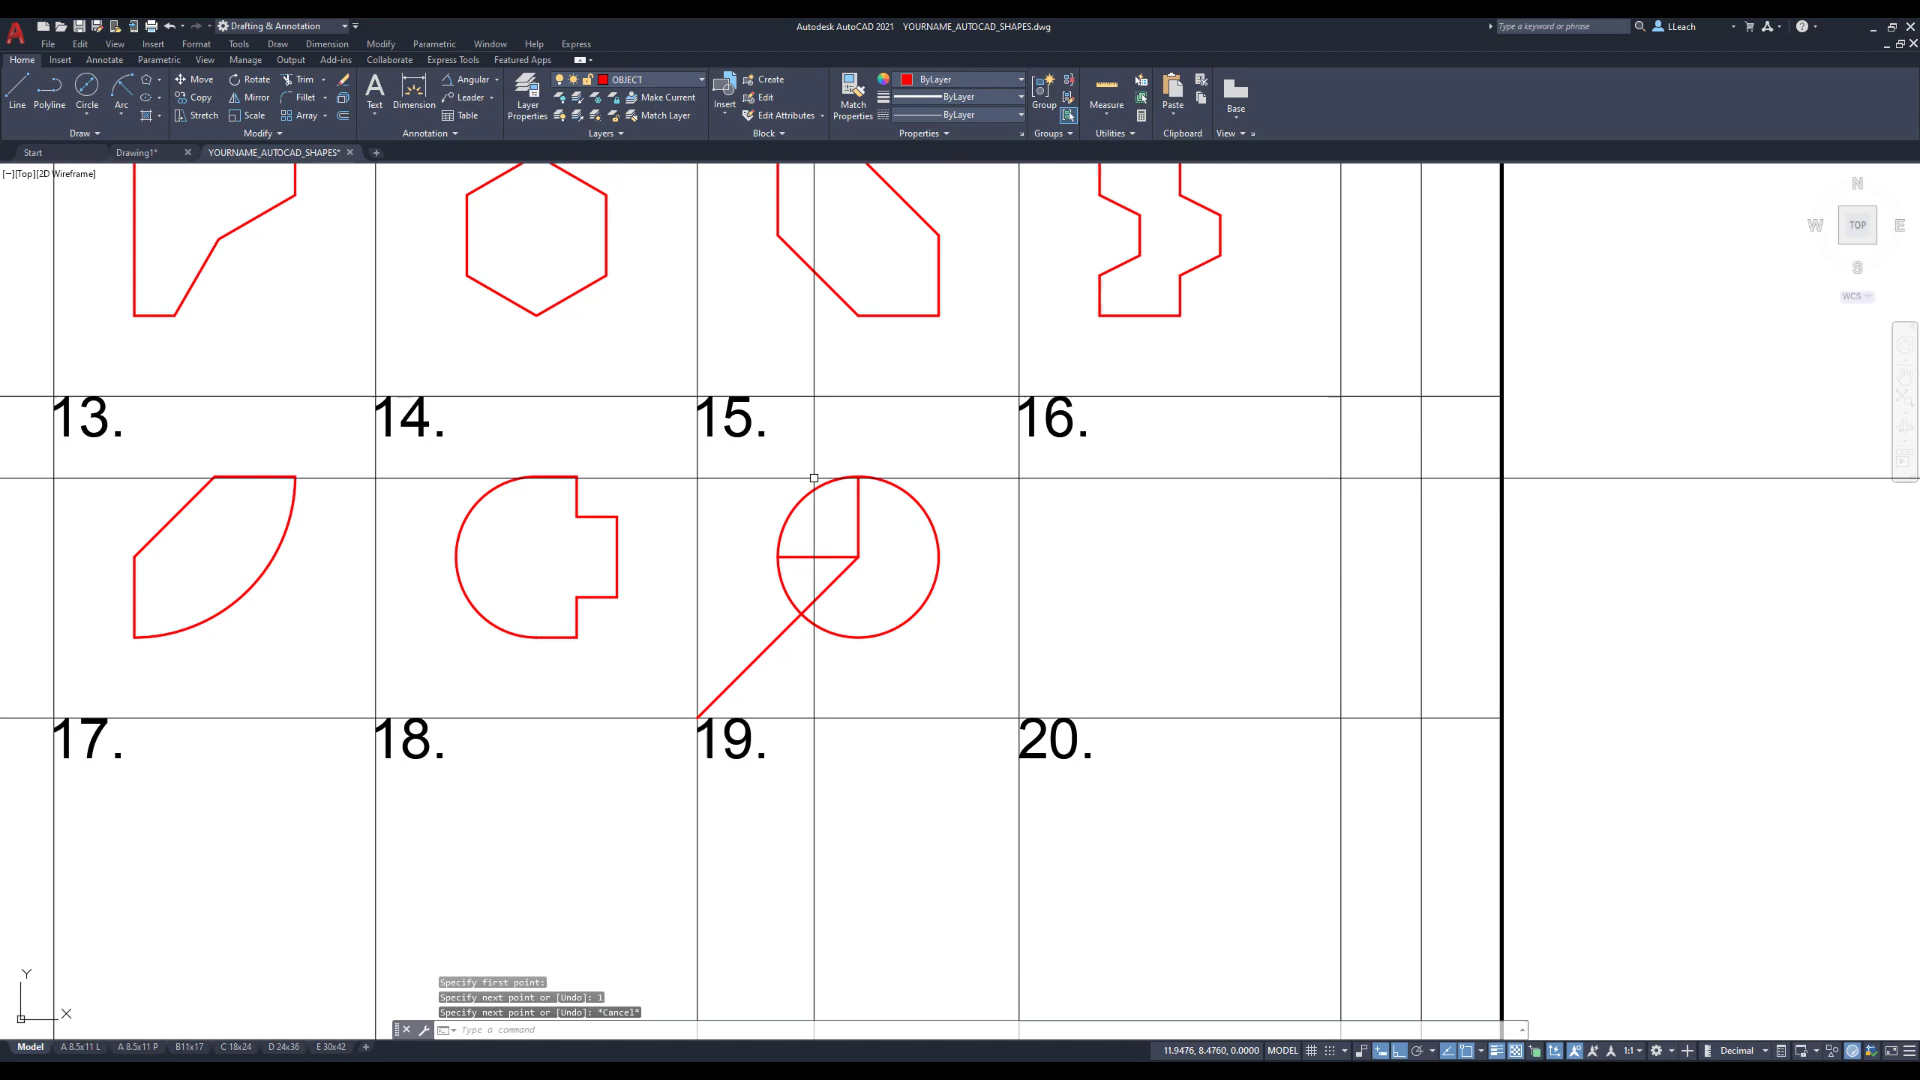 Drafting & Annotation
Autodesk AutoCAD 2021 YOURNAME_AUTOCAD_SHAPES.dwg
Type a keyword or phrase
LLeach
File Edit View Insert Format Tools Draw Dimension Modify Parametric Window Help Express
Home Insert Annotate Parametric View Manage Output Add-ins Collaborate Express Tools Featured Apps
Move Rotate Trim Angular OBJECT Create ByLayer
Line Polyline Circle Arc Copy Mirror Fillet Text Dimension Leader Layer Properties Make Current Insert Edit Match Properties ByLayer Group Measure Paste Base
Stretch Scale Array Table Match Layer Edit Attributes ByLayer
Draw Modify Annotation Layers Block Properties Groups Utilities Clipboard View
Start Drawing1* YOURNAME_AUTOCAD_SHAPES*
[−][Top][2D Wireframe]
N
W TOP E
S
WCS
13. 14. 15. 16.
17. 18. 19. 20.
Y
X
Specify first point:
Specify next point or [Undo]: 1
Specify next point or [Undo]: *Cancel*
Type a command
Model A 8.5x11 L A 8.5x11 P B11x17 C 18x24 D 24x36 E 30x42
11.9476, 8.4760, 0.0000 MODEL 1:1 Decimal